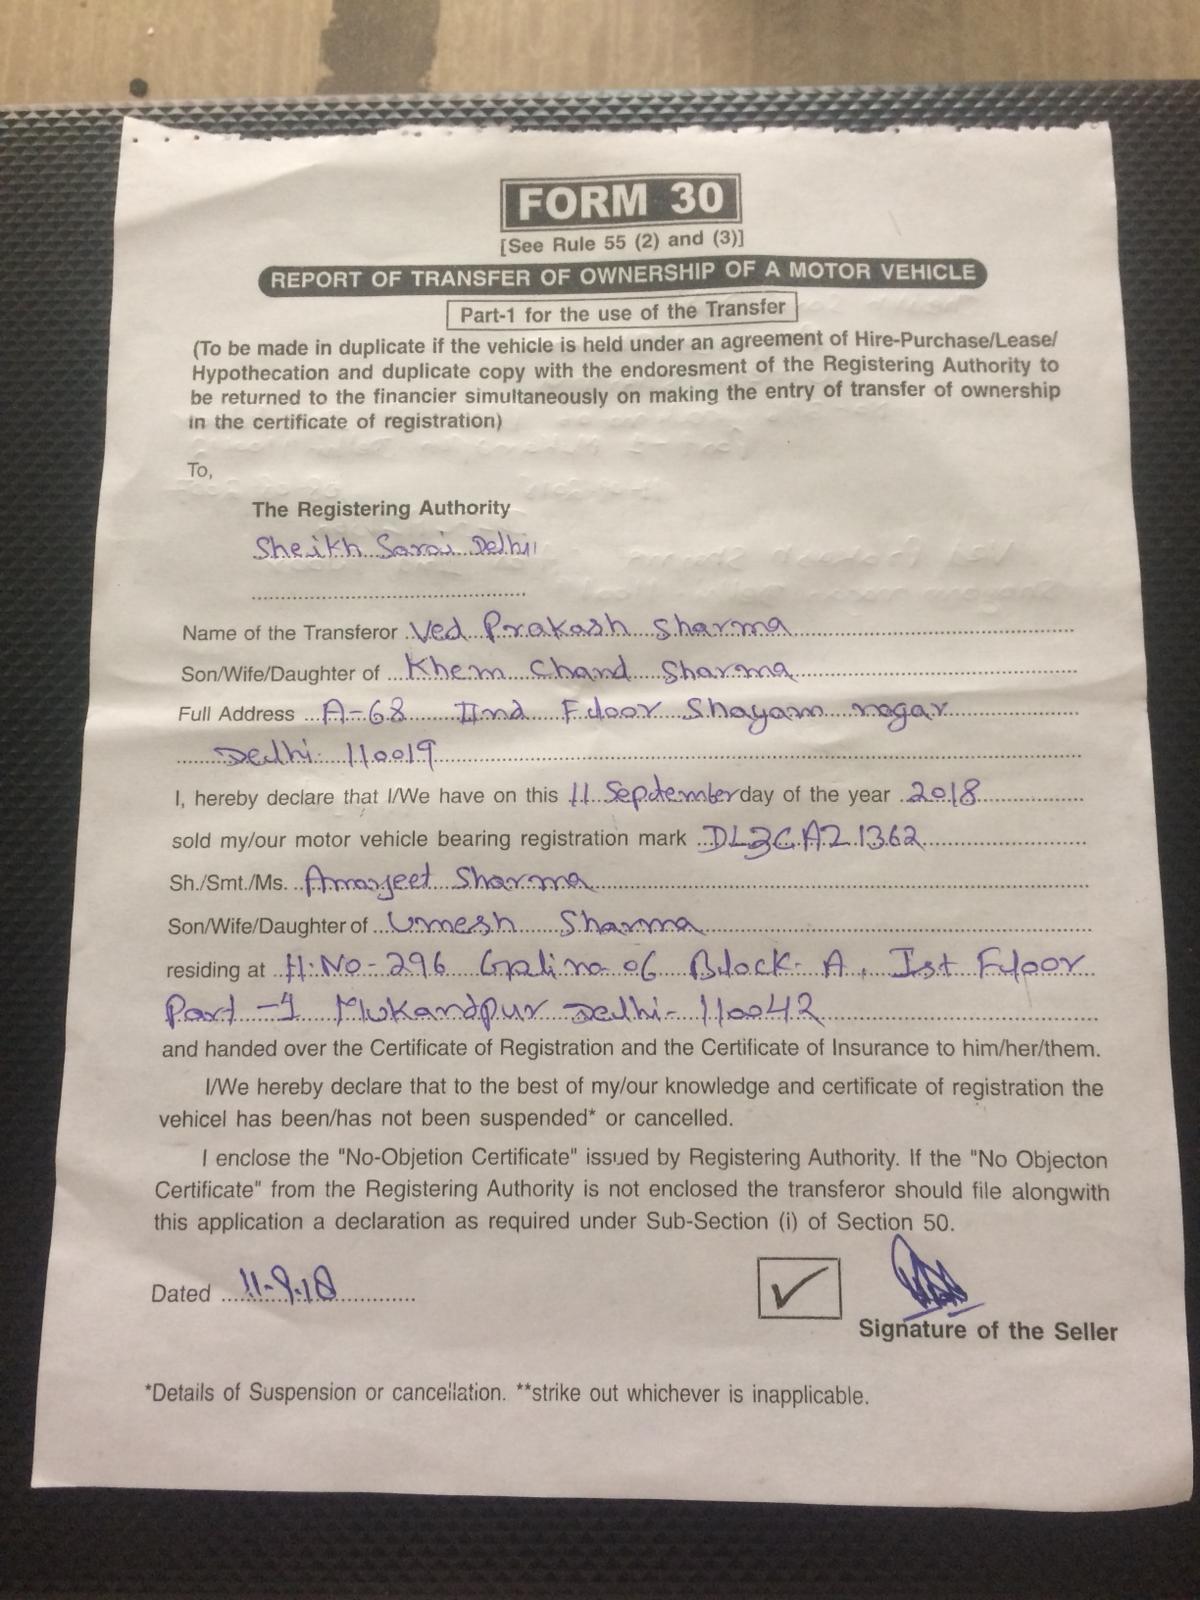 FORM 30
[See Rule 55 (2) and (3)]
REPORT OF TRANSFER OF OWNERSHIP OF A MOTOR VEHICLE
Part-1 for the use of the Transfer
(To be made in duplicate if the vehicle is held under an agreement of Hire-Purchase/Lease/
Hypothecation and duplicate copy with the endoresment of the Registering Authority to
be returned to the financier simultaneously on making the entry of transfer of ownership
in the certificate of registration)
To,
The Registering Authority
Sheikh Sarai Delhi
Name of the Transferor Ved Prakash Sharma
Son/Wife/Daughter of Khem Chand Sharma
Full Address A-68 IInd Floor Shayam nagar
Delhi 110019
I, hereby declare that I/We have on this 11 September day of the year 2018
sold my/our motor vehicle bearing registration mark DL3CAZ1362
Sh./Smt./Ms. Amarjeet Sharma
Son/Wife/Daughter of Umesh Sharma
residing at H.No-296 Gali no 06 Block-A, Ist Floor
Part-1 Mukandpur Delhi-110042
and handed over the Certificate of Registration and the Certificate of Insurance to him/her/them.
I/We hereby declare that to the best of my/our knowledge and certificate of registration the
vehicel has been/has not been suspended* or cancelled.
I enclose the "No-Objetion Certificate" issued by Registering Authority. If the "No Objecton
Certificate" from the Registering Authority is not enclosed the transferor should file alongwith
this application a declaration as required under Sub-Section (i) of Section 50.
Dated 11-9-18
Signature of the Seller
*Details of Suspension or cancellation. **strike out whichever is inapplicable.